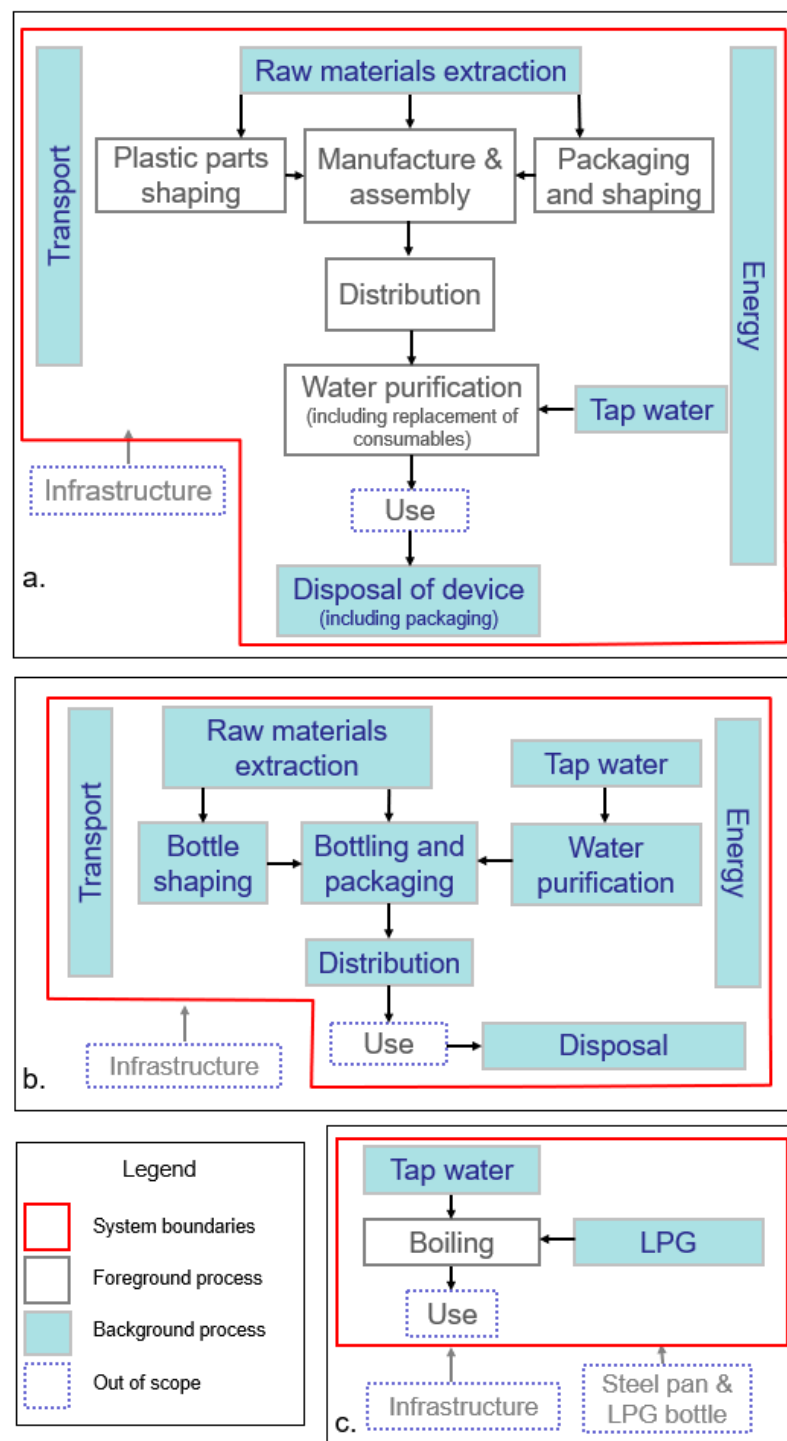 Raw materials extraction
Transport
Energy
Plastic parts
shaping
Manufacture &
assembly
Packaging
and shaping
Distribution
Water purification
(including replacement of
consumables)
Tap water
Infrastructure
Use
Disposal of device
(including packaging)
a.
Transport
Raw materials
extraction
Tap water
Energy
Bottle
shaping
Bottling and
packaging
Water
purification
Distribution
Infrastructure
Use
Disposal
b.
Legend
System boundaries
Foreground process
Background process
Out of scope
Tap water
Boiling
LPG
Use
Infrastructure
Steel pan &
LPG bottle
c.